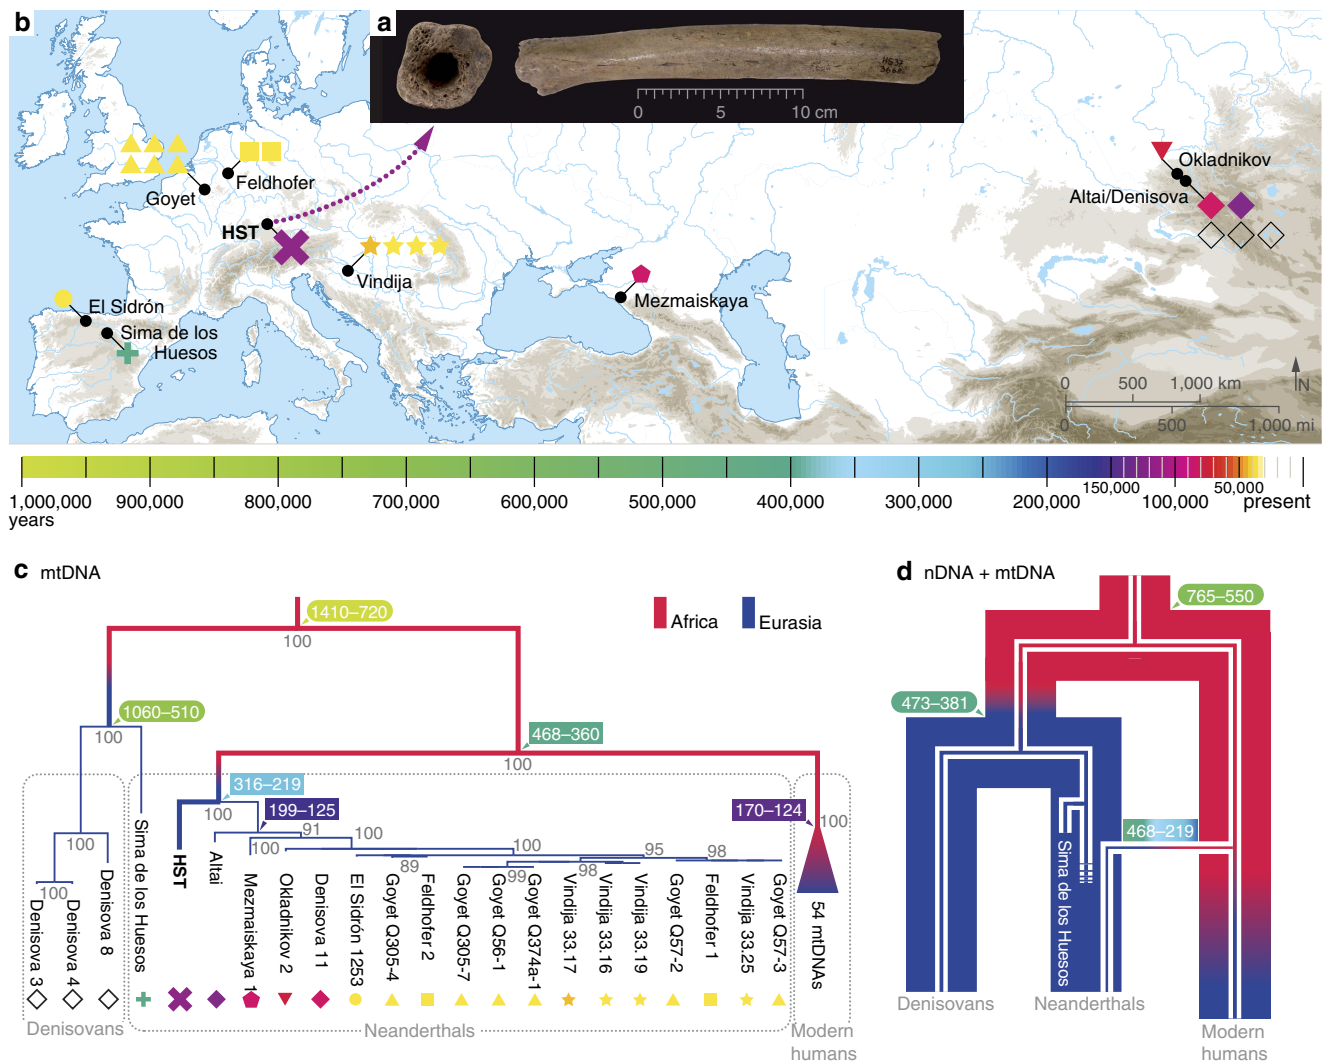 b
a
HS32
0
5
10 cm
Goyet
Feldhofer
HST
Vindija
El Sidrón
Sima de los
Huesos
Mezmaiskaya
Okladnikov
Altai/Denisova
0
500
1,000 km
N
0
500
1,000 mi
1,000,000
900,000
800,000
700,000
600,000
500,000
400,000
300,000
200,000
150,000
100,000
50,000
present
years
c mtDNA
1410–720
100
Africa
Eurasia
1060–510
100
468–360
100
316–219
100
199–125
91
100
100
100
89
99
95
98
98
170–124
100
100
Denisova 3
Denisova 4
Denisova 8
Sima de los Huesos
HST
Altai
Mezmaiskaya 1
Okladnikov 2
Denisova 11
El Sidrón 1253
Goyet Q305-4
Feldhofer 2
Goyet Q305-7
Goyet Q56-1
Goyet Q374a-1
Vindija 33.17
Vindija 33.16
Vindija 33.19
Goyet Q57-2
Feldhofer 1
Vindija 33.25
Goyet Q57-3
54 mtDNAs
Denisovans
Neanderthals
Modern
humans
d nDNA + mtDNA
765–550
473–381
468–219
Sima de los Huesos
Denisovans
Neanderthals
Modern
humans